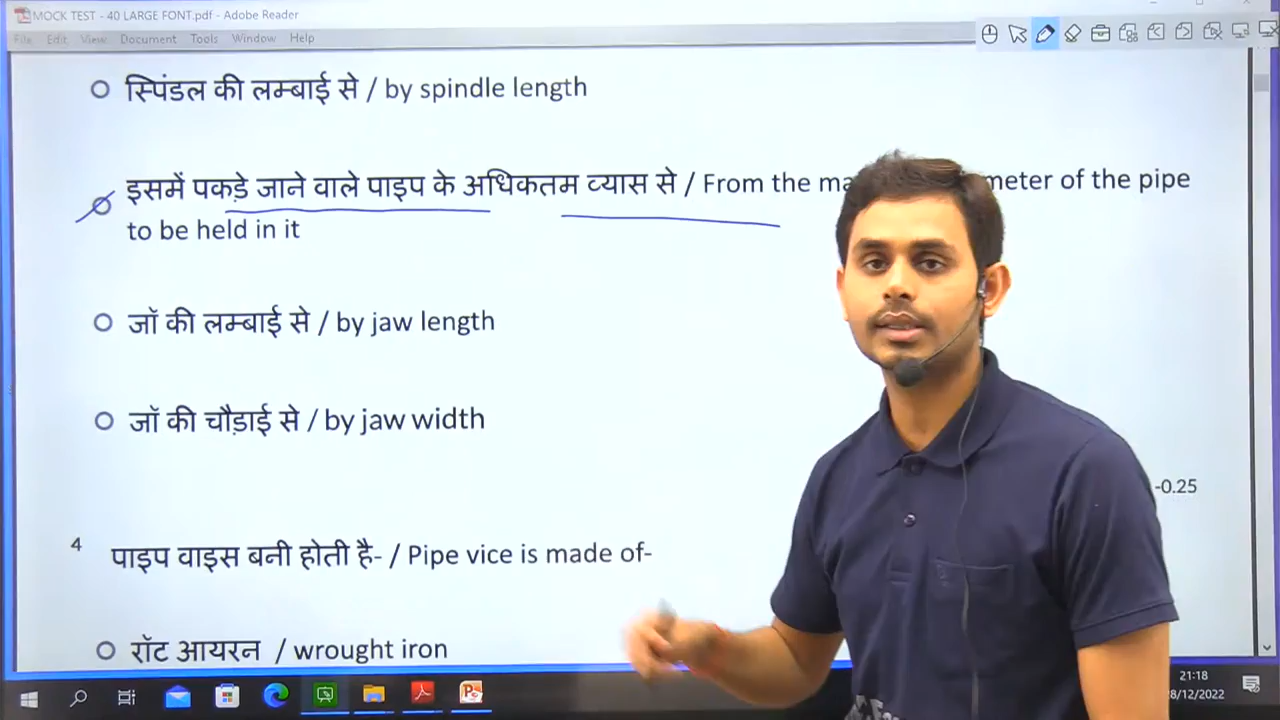 MOCK TEST - 40 LARGE FONT.pdf - Adobe Reader
File Edit View Document Tools Window Help
स्पिंडल की लम्बाई से / by spindle length
इसमें पकड़े जाने वाले पाइप के अधिकतम व्यास से / From the ma meter of the pipe
to be held in it
जॉ की लम्बाई से / by jaw length
जॉ की चौड़ाई से / by jaw width
-0.25
4 पाइप वाइस बनी होती है- / Pipe vice is made of-
रॉट आयरन / wrought iron
21:18
8/12/2022